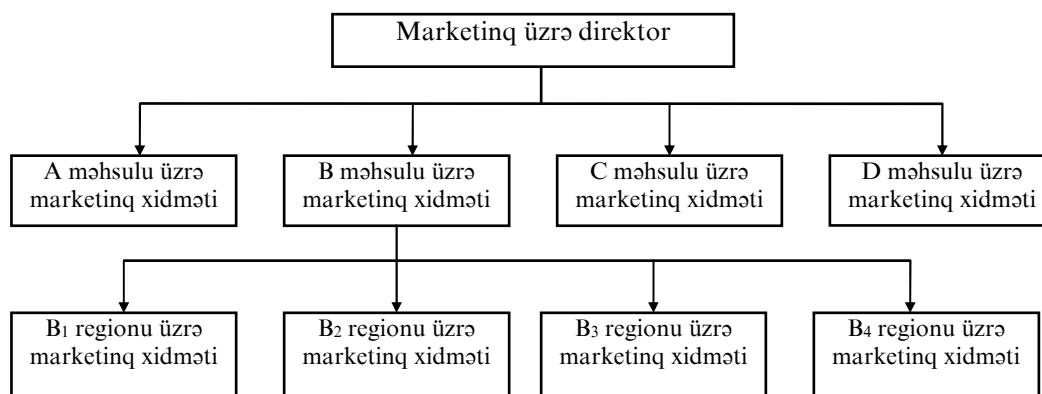 Marketinq üzrə direktor
A məhsulu üzrə
marketinq xidməti
B məhsulu üzrə
marketinq xidməti
C məhsulu üzrə
marketinq xidməti
D məhsulu üzrə
marketinq xidməti
B₁ regionu üzrə
marketinq xidməti
B₂ regionu üzrə
marketinq xidməti
B₃ regionu üzrə
marketinq xidməti
B₄ regionu üzrə
marketinq xidməti